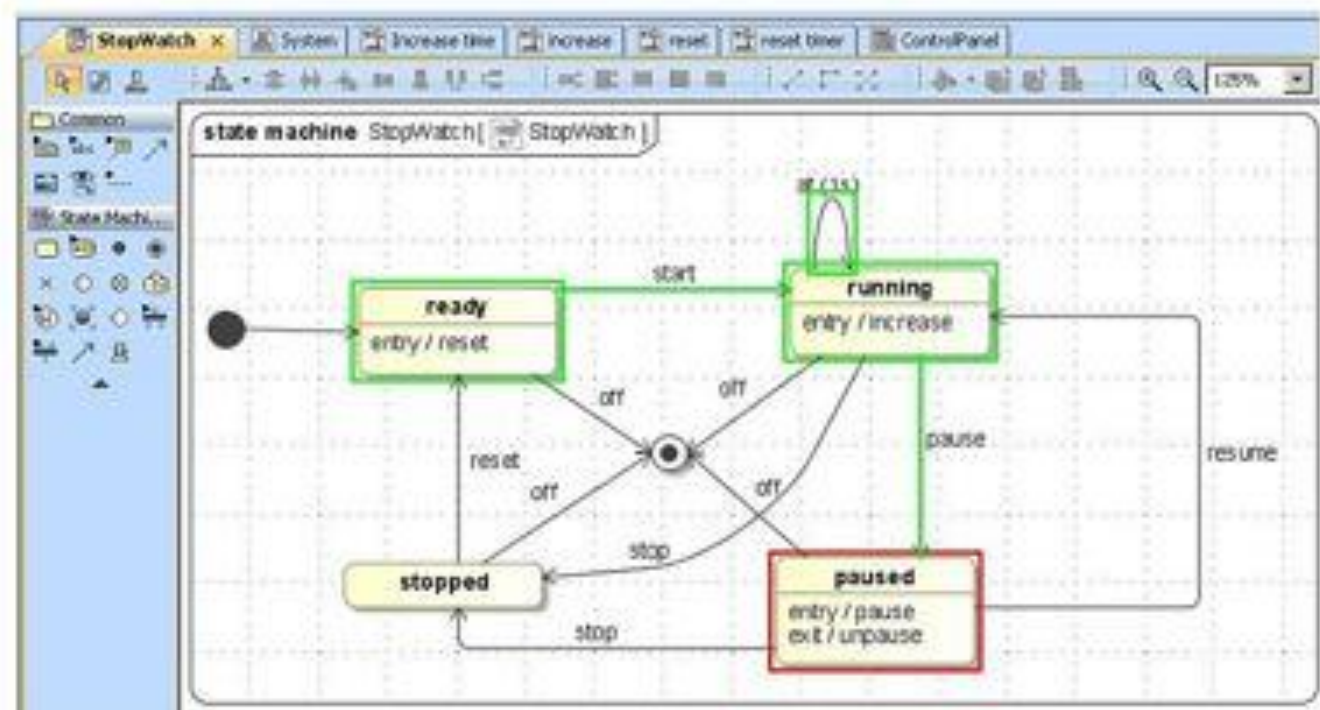 StopWatch × System Increase time increase reset reset timer ControlPanel
125%
Common
State Machi...
state machine StopWatch [ StopWatch ]
at (1s)
start
ready
entry / reset
running
entry / increase
off
off
pause
resume
reset
off
off
stop
stopped
paused
entry / pause
exit / unpause
stop